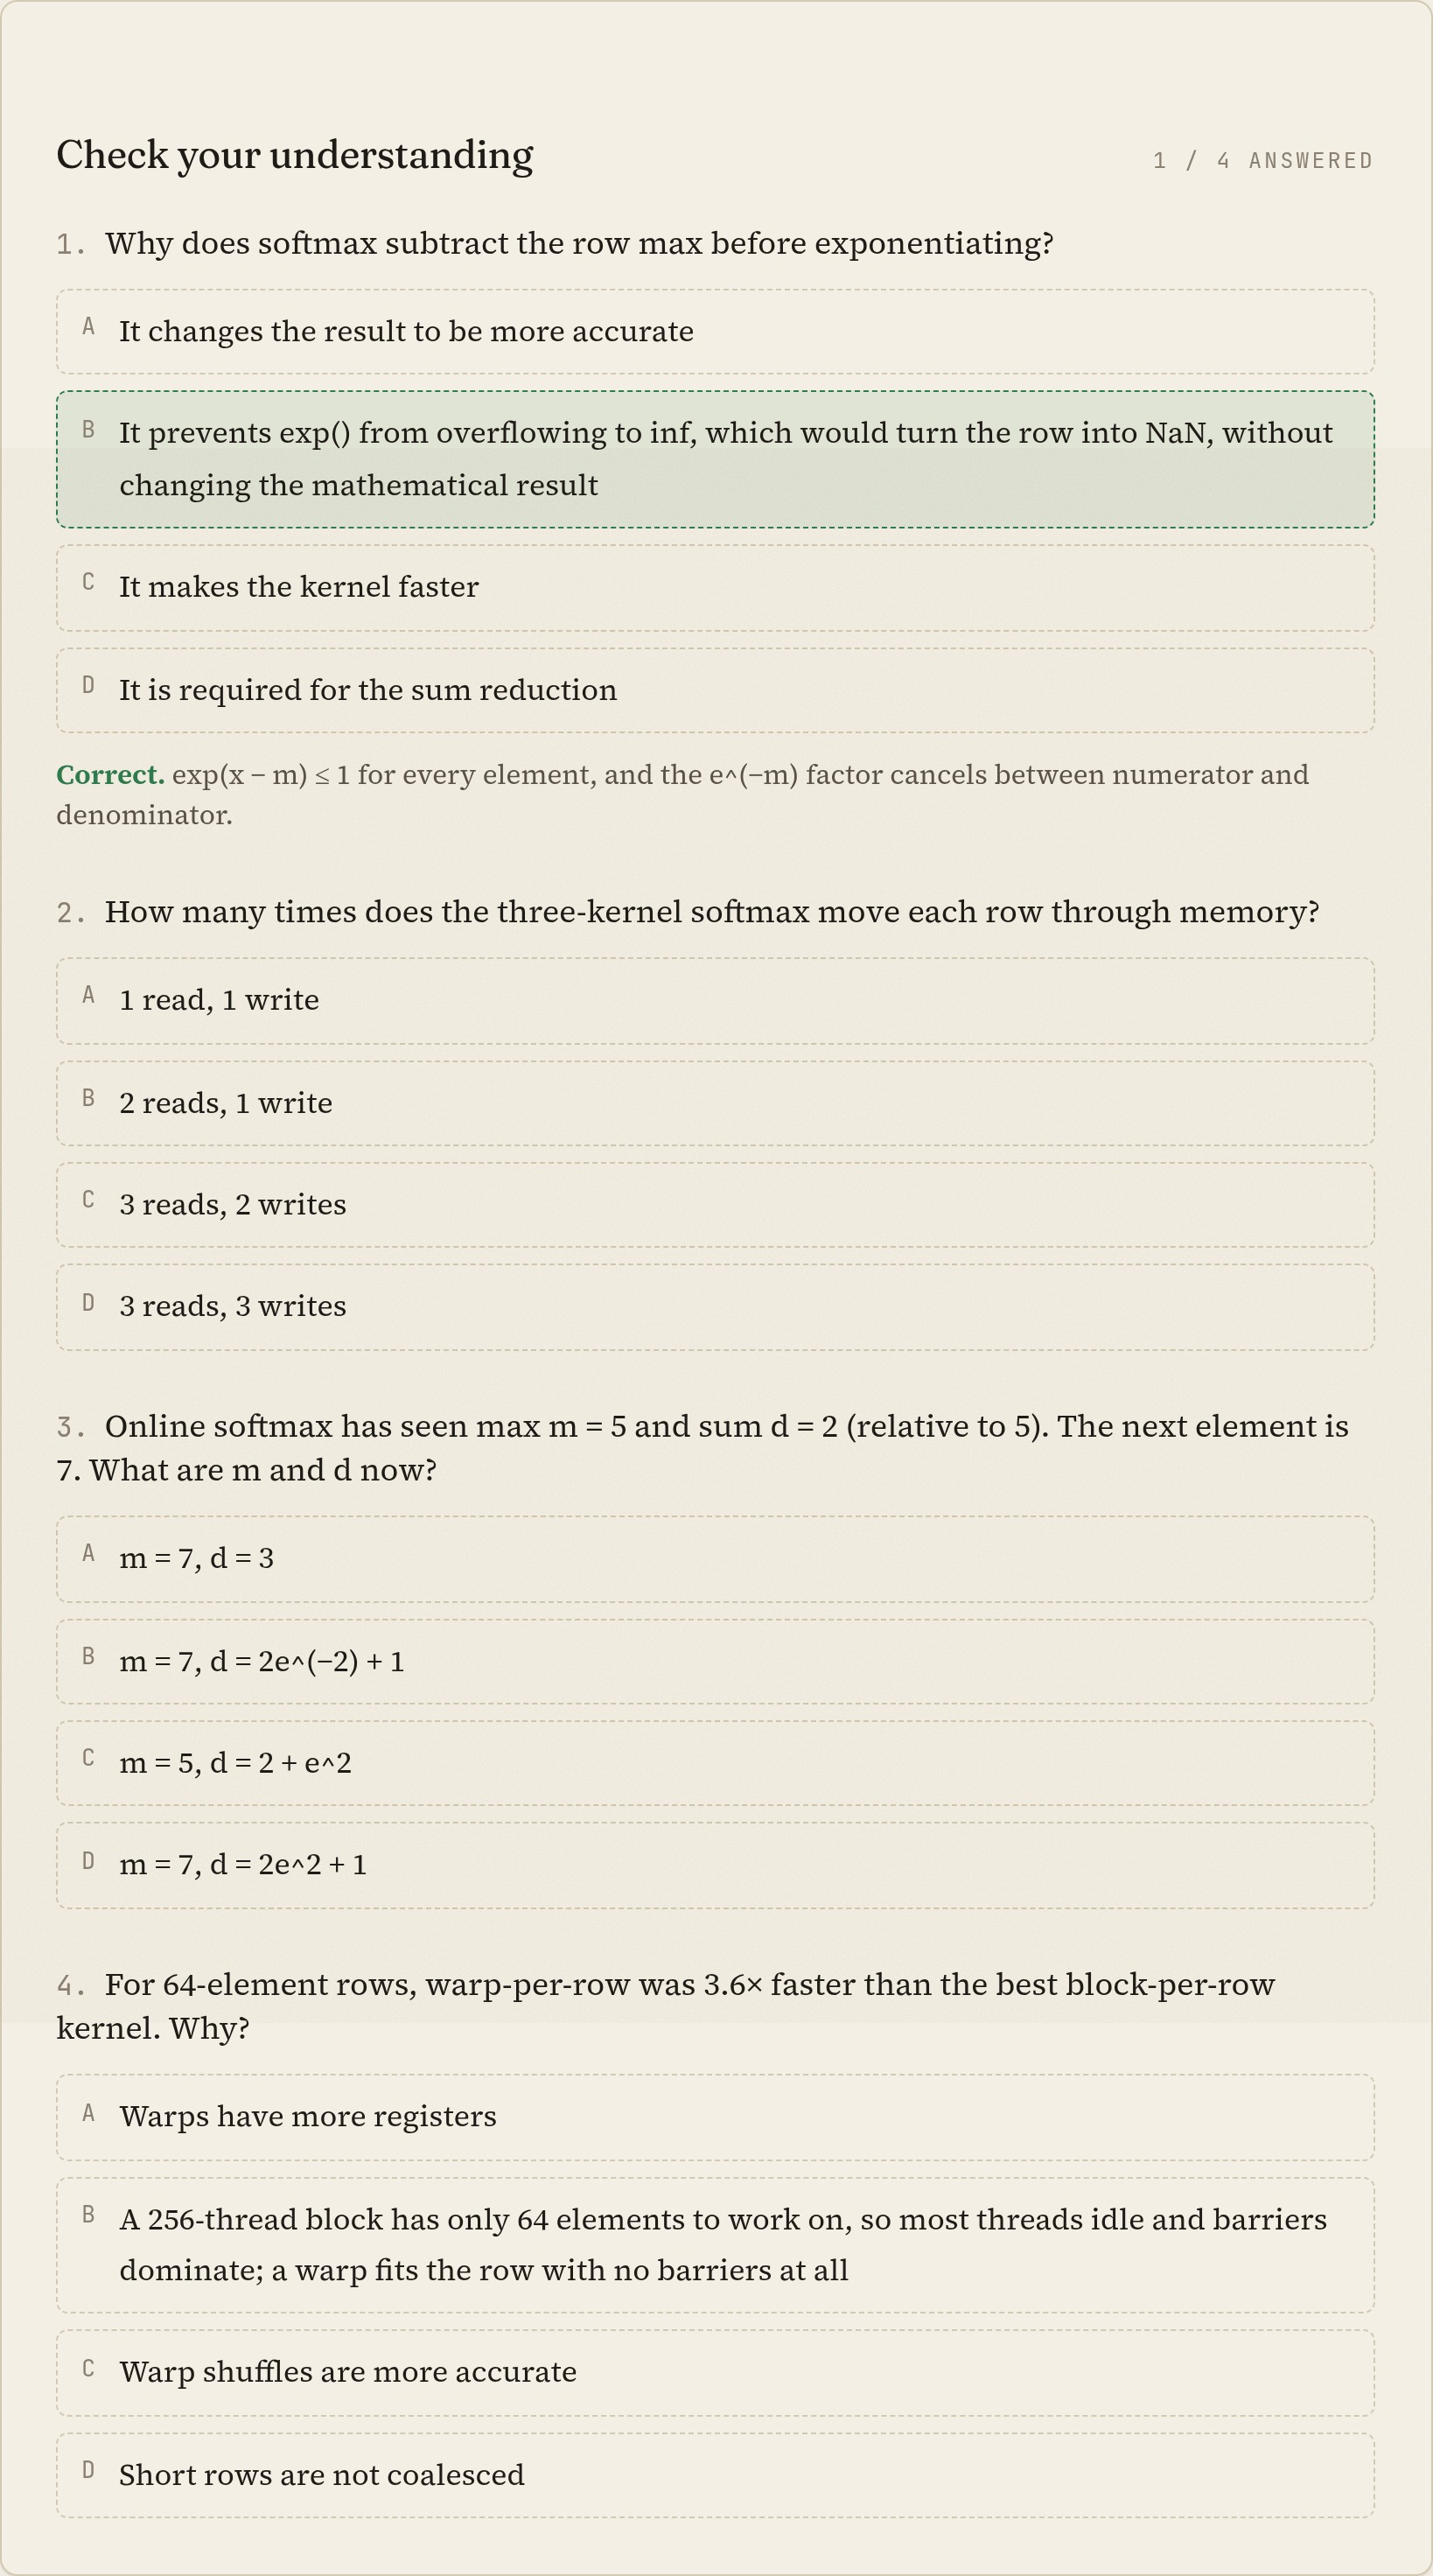 Check your understanding
1 / 4 ANSWERED
1. Why does softmax subtract the row max before exponentiating?
A It changes the result to be more accurate
B It prevents exp() from overflowing to inf, which would turn the row into NaN, without
changing the mathematical result
C It makes the kernel faster
D It is required for the sum reduction
Correct. exp(x − m) ≤ 1 for every element, and the e^(−m) factor cancels between numerator and
denominator.
2. How many times does the three-kernel softmax move each row through memory?
A 1 read, 1 write
B 2 reads, 1 write
C 3 reads, 2 writes
D 3 reads, 3 writes
3. Online softmax has seen max m = 5 and sum d = 2 (relative to 5). The next element is
7. What are m and d now?
A m = 7, d = 3
B m = 7, d = 2e^(−2) + 1
C m = 5, d = 2 + e^2
D m = 7, d = 2e^2 + 1
4. For 64-element rows, warp-per-row was 3.6× faster than the best block-per-row
kernel. Why?
A Warps have more registers
B A 256-thread block has only 64 elements to work on, so most threads idle and barriers
dominate; a warp fits the row with no barriers at all
C Warp shuffles are more accurate
D Short rows are not coalesced